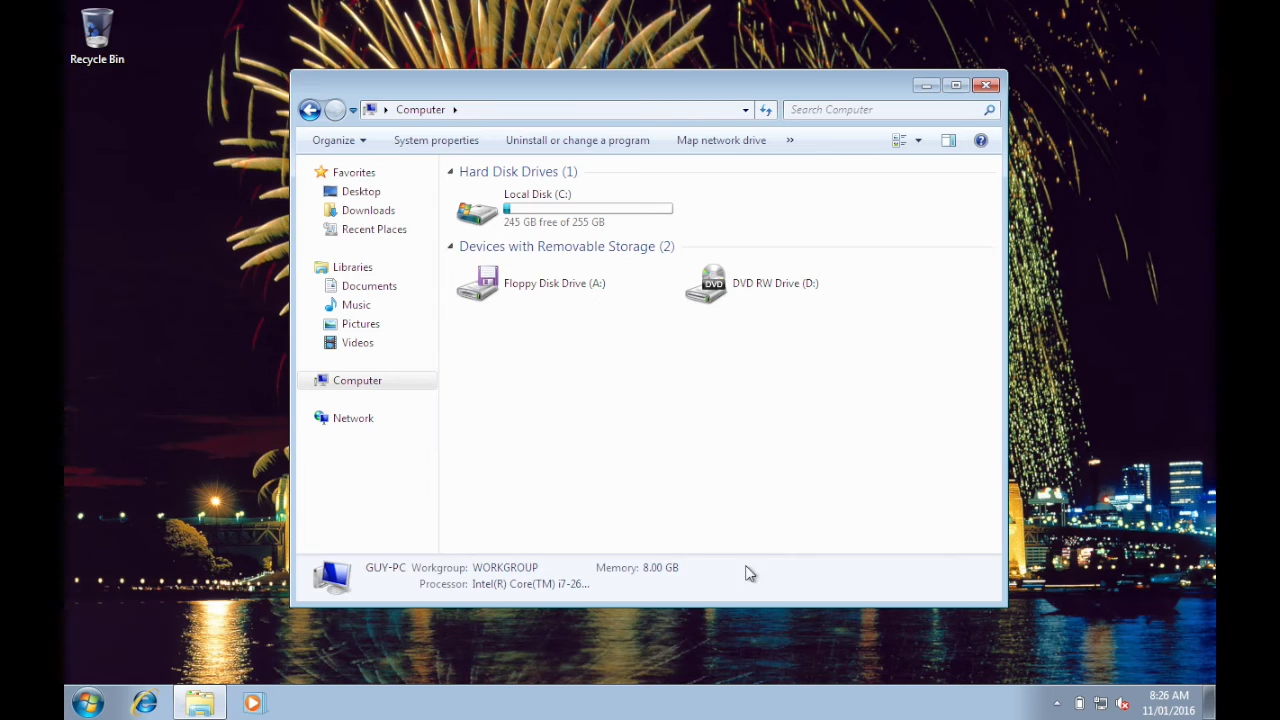 Recycle Bin
Computer
Search Computer
Organize
System properties
Uninstall or change a program
Map network drive
»
Favorites
Desktop
Downloads
Recent Places
Libraries
Documents
Music
Pictures
Videos
Computer
Network
Hard Disk Drives (1)
Local Disk (C:)
245 GB free of 255 GB
Devices with Removable Storage (2)
Floppy Disk Drive (A:)
DVD
DVD RW Drive (D:)
GUY-PC Workgroup: WORKGROUP Memory: 8.00 GB
Processor: Intel(R) Core(TM) i7-26...
8:26 AM
11/01/2016